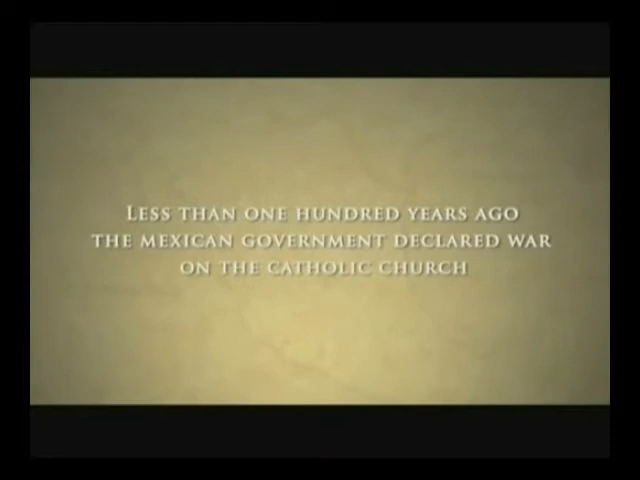 Less than one hundred years ago
the Mexican government declared war
on the Catholic Church